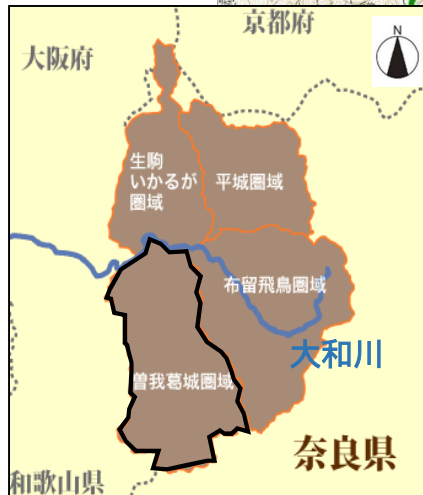 京都府
大阪府
N
生駒
いかるが
圏域
平城圏域
布留飛鳥圏域
大和川
曽我葛城圏域
奈良県
和歌山県